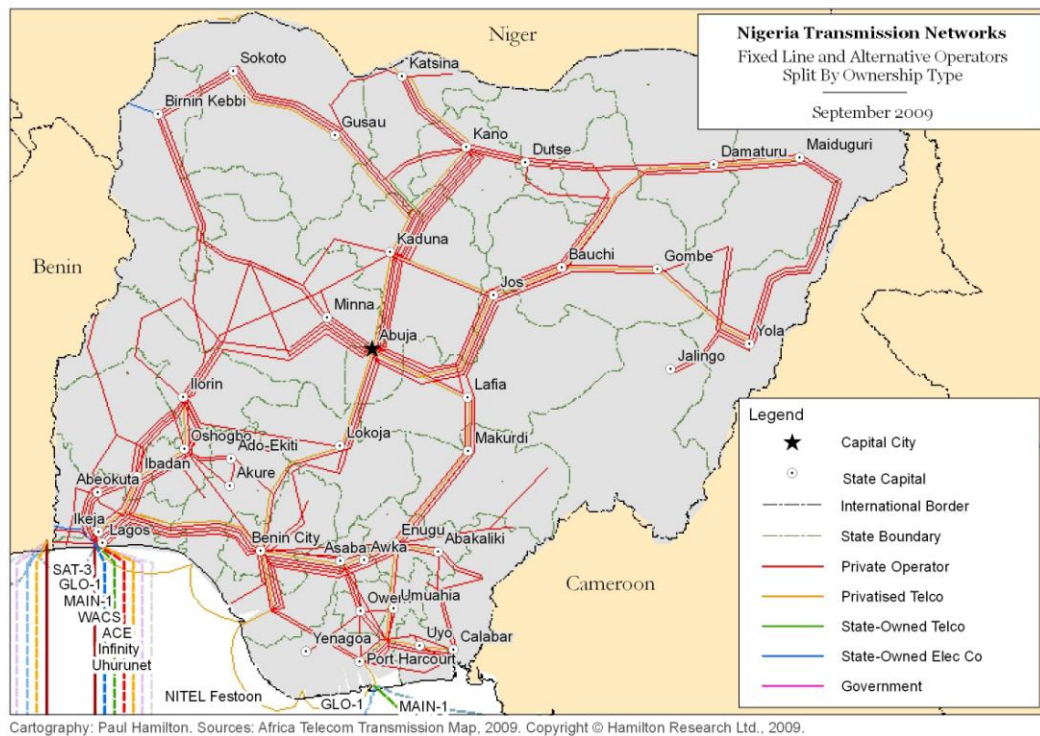 Nigeria Transmission Networks
Fixed Line and Alternative Operators
Split By Ownership Type
September 2009
Niger
Benin
Cameroon
Sokoto
Katsina
Birnin Kebbi
Gusau
Kano
Dutse
Damaturu
Maiduguri
Kaduna
Bauchi
Gombe
Jos
Minna
Abuja
Yola
Jalingo
Ilorin
Lafia
Oshogbo
Ado-Ekiti
Lokoja
Makurdi
Ibadan
Akure
Abeokuta
Ikeja
Lagos
Benin City
Enugu
Asaba
Awka
Abakaliki
Umuahia
Yenagoa
Uyo
Calabar
Port Harcourt
SAT-3
GLO-1
MAIN-1
WACS
ACE
Infinity
Uhurunet
NITEL Festoon
GLO-1
MAIN-1
Legend
Capital City
State Capital
International Border
State Boundary
Private Operator
Privatised Telco
State-Owned Telco
State-Owned Elec Co
Government
Cartography: Paul Hamilton. Sources: Africa Telecom Transmission Map, 2009. Copyright © Hamilton Research Ltd., 2009.